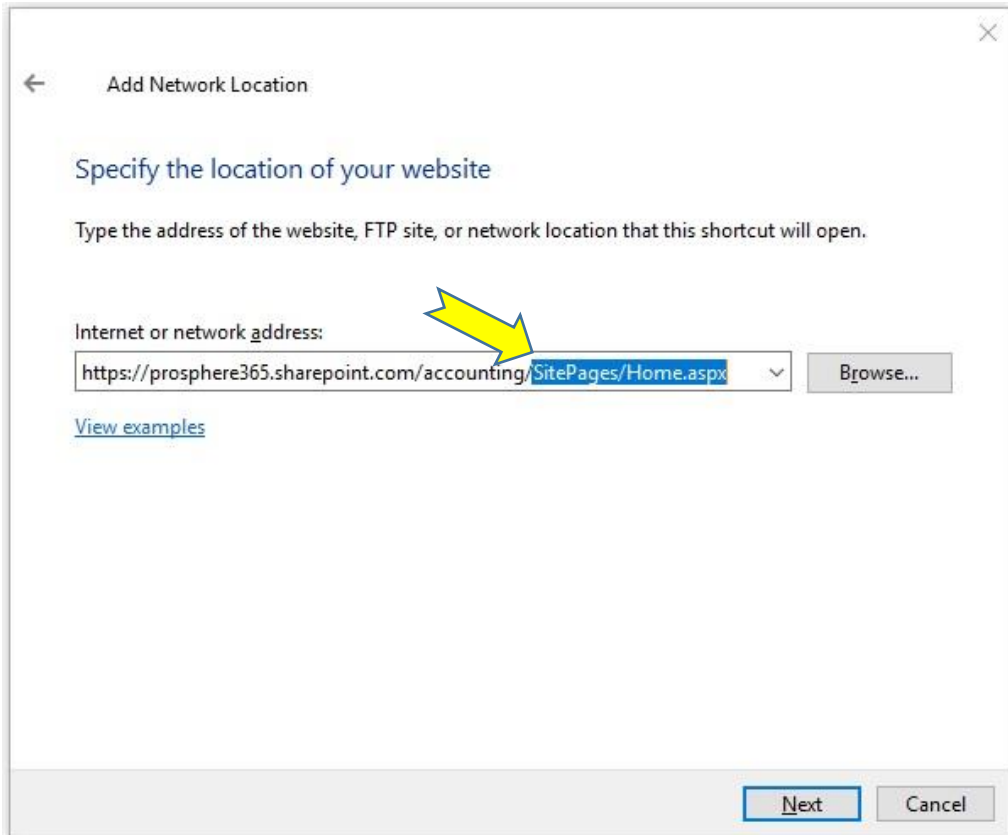 Add Network Location
Specify the location of your website
Type the address of the website, FTP site, or network location that this shortcut will open.
Internet or network address:
https://prosphere365.sharepoint.com/accounting/SitePages/Home.aspx
Browse...
View examples
Next
Cancel